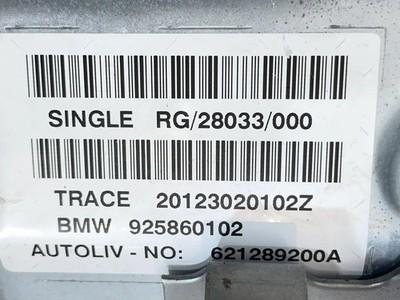 SINGLE RG/28033/000
TRACE 20123020102Z
BMW 925860102
AUTOLIV - NO: 621289200A